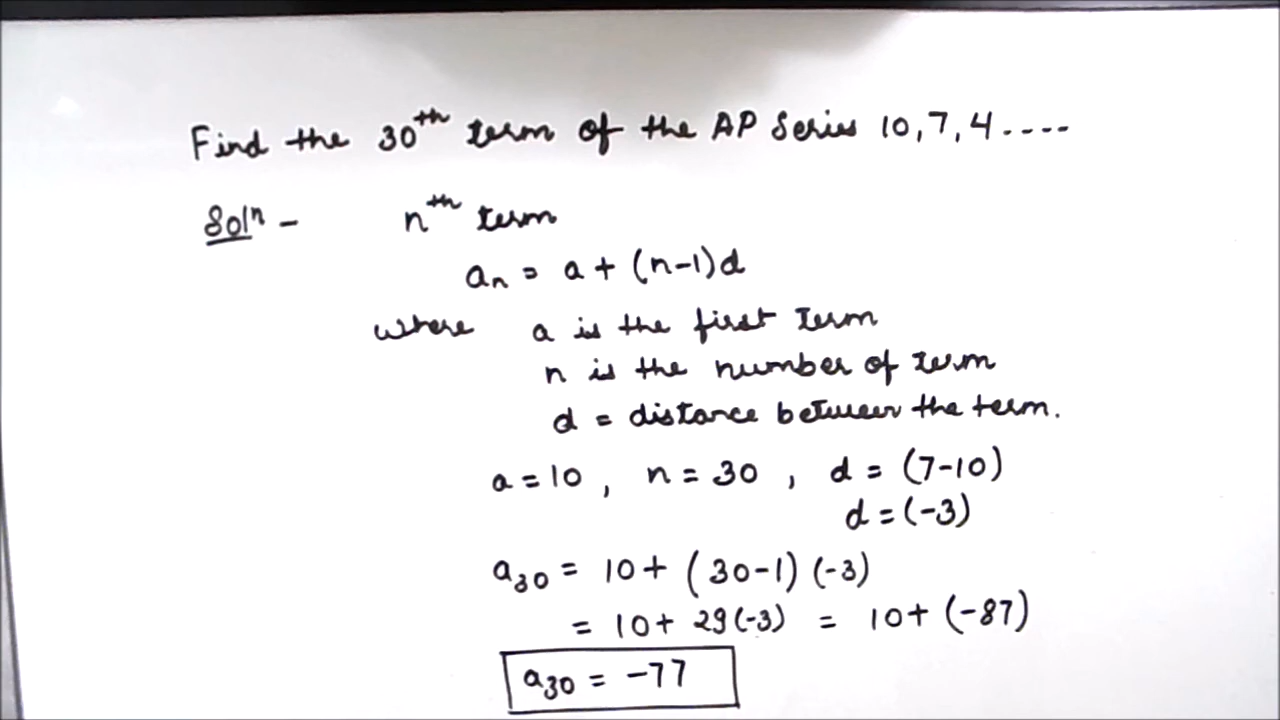 Find the 30th term of the AP Series 10, 7, 4 ....
Solⁿ - nth term
aₙ = a + (n-1)d
where a is the first term
n is the number of term
d = distance between the term.
a = 10, n = 30, d = (7-10)
d = (-3)
a₃₀ = 10 + (30-1) (-3)
= 10 + 29(-3) = 10 + (-87)
a₃₀ = -77